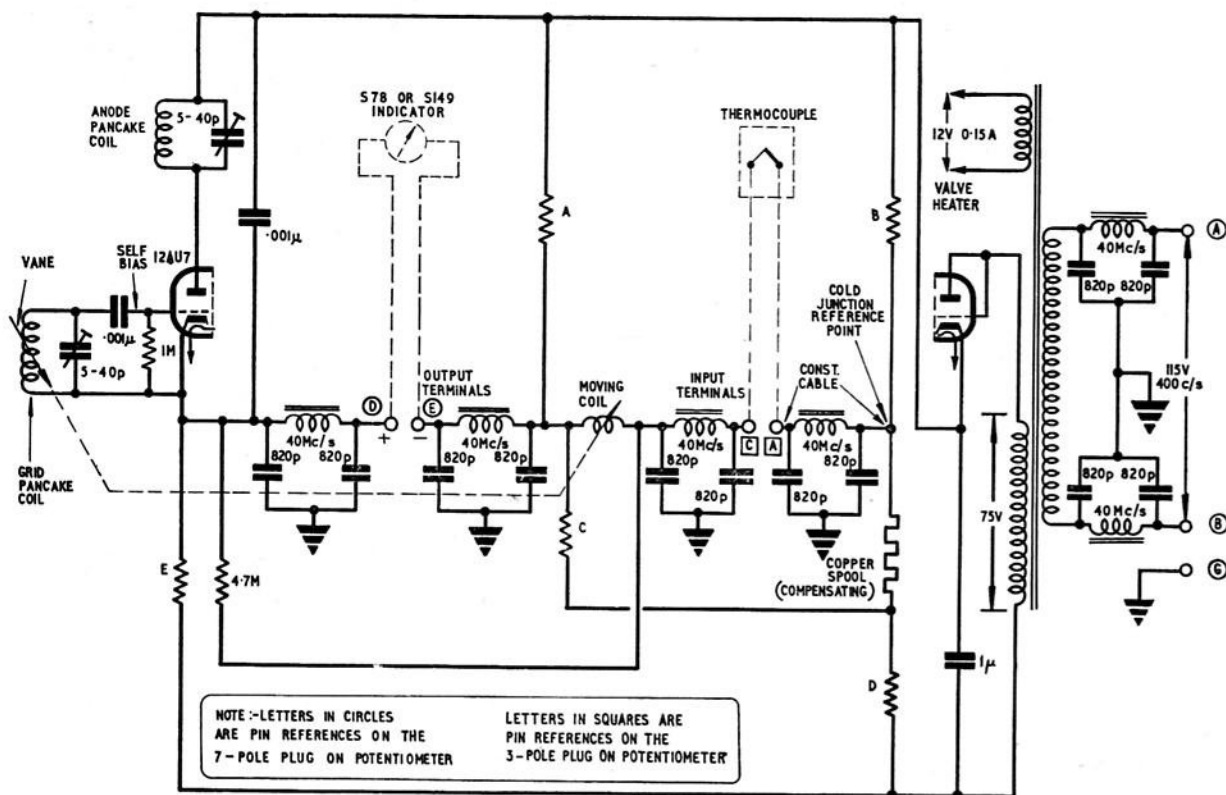 ANODE
PANCAKE
COIL
5-40p
.001μ
S78 OR S149
INDICATOR
A
THERMOCOUPLE
B
12V 0·15A
VALVE
HEATER
40Mc/s
820p
820p
A
115V
400c/s
820p
820p
40Mc/s
B
G
VANE
SELF
BIAS
12AU7
.001μ
1M
5-40p
GRID
PANCAKE
COIL
COLD
JUNCTION
REFERENCE
POINT
CONST.
CABLE
OUTPUT
TERMINALS
MOVING
COIL
INPUT
TERMINALS
D
+
E
−
C
A
40Mc/s
820p
820p
40Mc/s
820p
820p
40Mc/s
820p
820p
40Mc/s
820p
820p
C
75V
COPPER
SPOOL
(COMPENSATING)
E
4·7M
D
1μ
NOTE:-LETTERS IN CIRCLES
ARE PIN REFERENCES ON THE
7-POLE PLUG ON POTENTIOMETER
LETTERS IN SQUARES ARE
PIN REFERENCES ON THE
3-POLE PLUG ON POTENTIOMETER